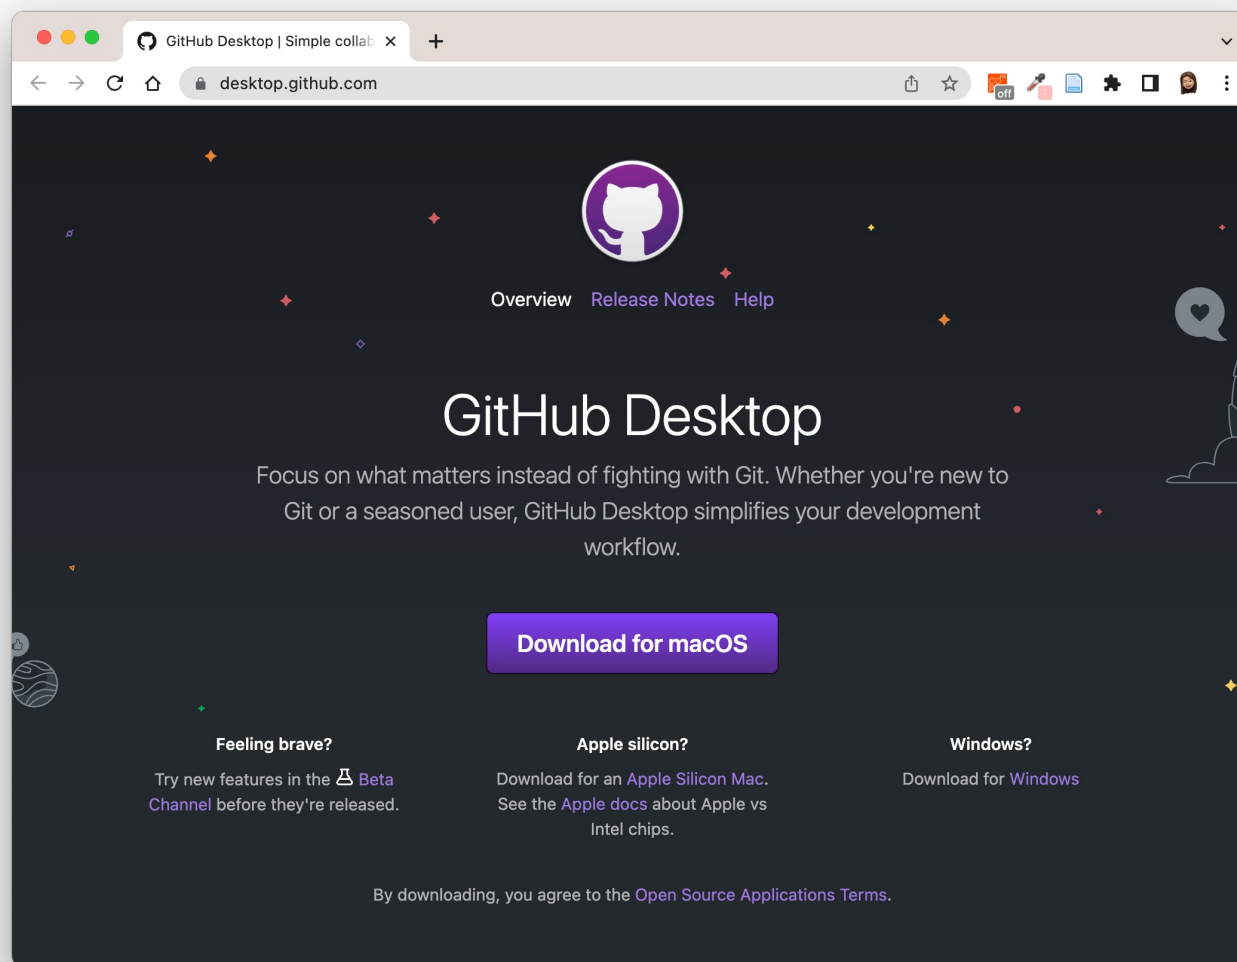 GitHub Desktop | Simple collab
desktop.github.com
off
Overview Release Notes Help
GitHub Desktop
Focus on what matters instead of fighting with Git. Whether you're new to
Git or a seasoned user, GitHub Desktop simplifies your development
workflow.
Download for macOS
Feeling brave?
Try new features in the Beta
Channel before they're released.
Apple silicon?
Download for an Apple Silicon Mac.
See the Apple docs about Apple vs
Intel chips.
Windows?
Download for Windows
By downloading, you agree to the Open Source Applications Terms.